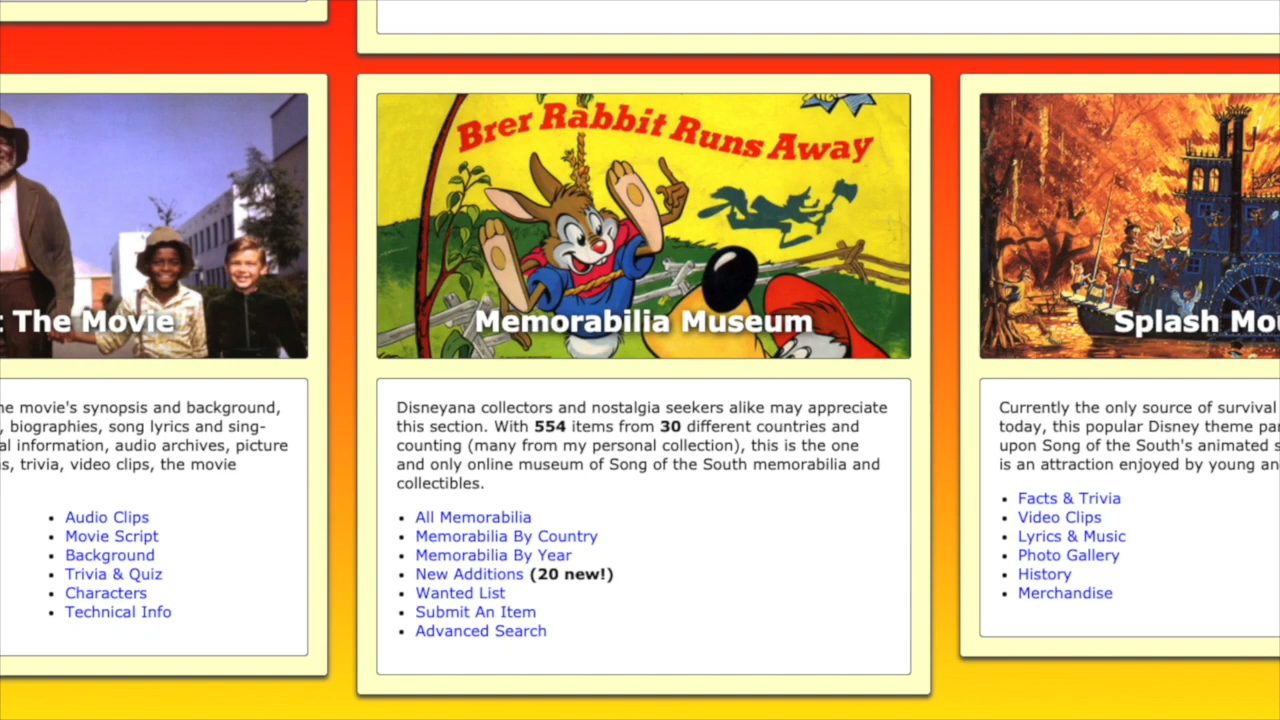 t The Movie
he movie's synopsis and background,
, biographies, song lyrics and sing-
al information, audio archives, picture
s, trivia, video clips, the movie
• Audio Clips
• Movie Script
• Background
• Trivia & Quiz
• Characters
• Technical Info
Brer Rabbit Runs Away
Memorabilia Museum
Disneyana collectors and nostalgia seekers alike may appreciate
this section. With 554 items from 30 different countries and
counting (many from my personal collection), this is the one
and only online museum of Song of the South memorabilia and
collectibles.
• All Memorabilia
• Memorabilia By Country
• Memorabilia By Year
• New Additions (20 new!)
• Wanted List
• Submit An Item
• Advanced Search
Splash Mou
Currently the only source of survival
today, this popular Disney theme par
upon Song of the South's animated s
is an attraction enjoyed by young an
• Facts & Trivia
• Video Clips
• Lyrics & Music
• Photo Gallery
• History
• Merchandise